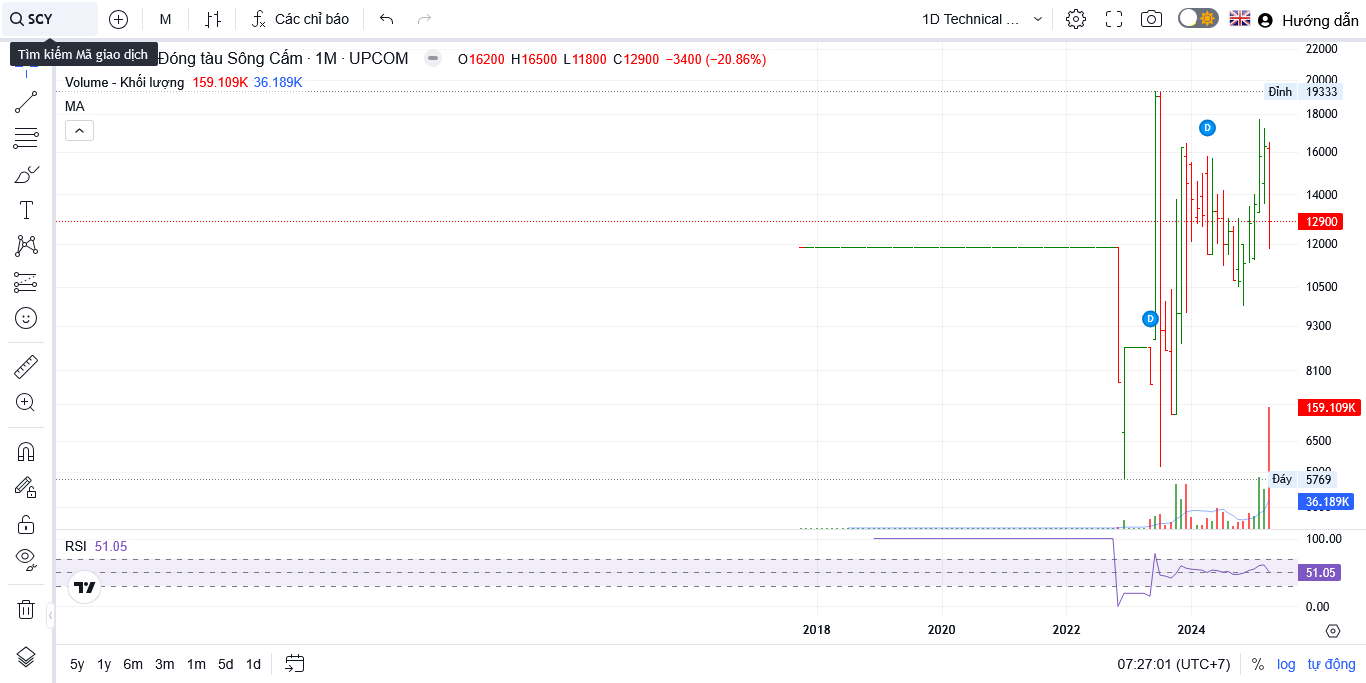 SCY M Các chỉ báo 1D Technical ... Hướng dẫn
Tìm kiếm Mã giao dịch
Đóng tàu Sông Cấm · 1M · UPCOM O16200 H16500 L11800 C12900 −3400 (−20.86%)
Volume - Khối lượng 159.109K 36.189K
MA
22000
20000
Đỉnh 19333
18000
D
16000
14000
12900
12000
10500
D
9300
8100
159.109K
6500
Đáy 5769
36.189K
RSI 51.05
100.00
51.05
0.00
2018 2020 2022 2024
5y 1y 6m 3m 1m 5d 1d 07:27:01 (UTC+7) % log tự động